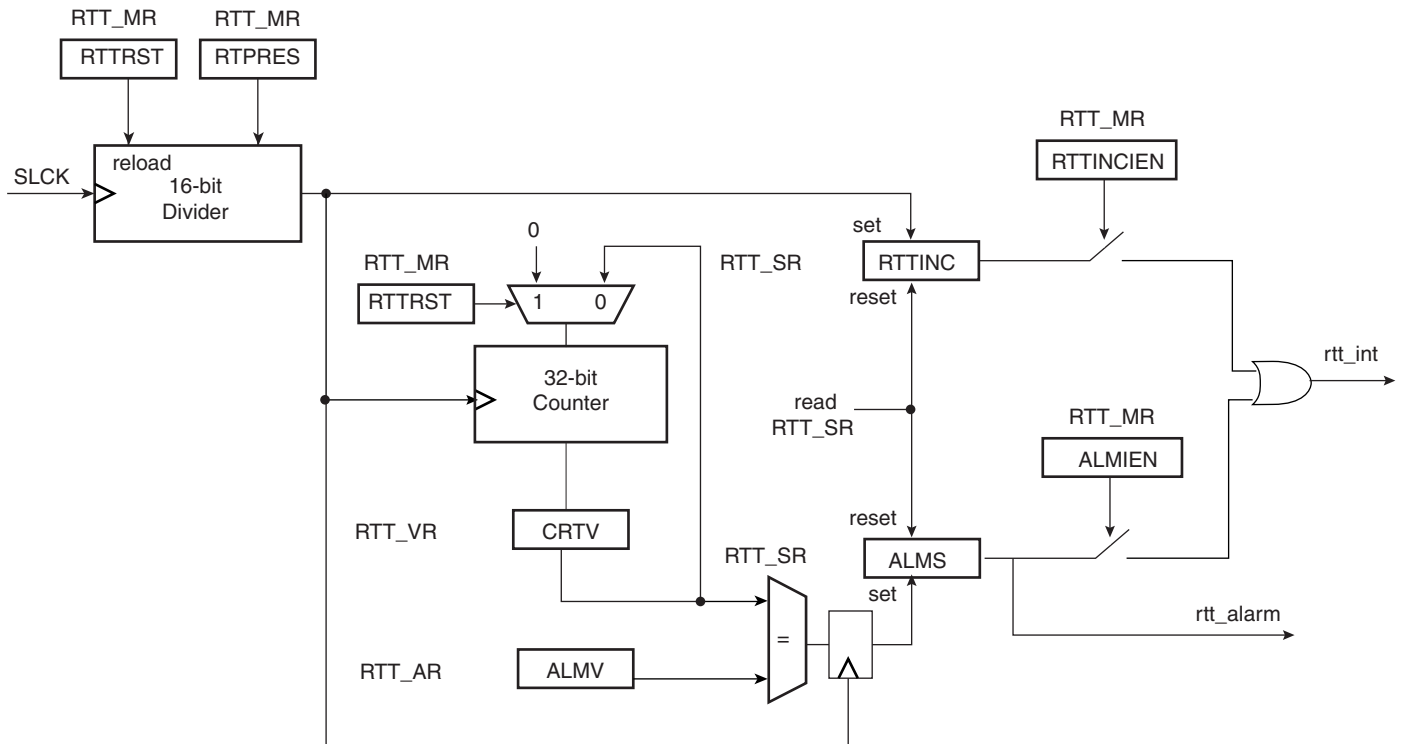 RTT_MR
RTTRST
RTT_MR
RTPRES
SLCK
reload
16-bit
Divider
RTT_MR
RTTINCIEN
0
RTT_MR
RTTRST
1 0
RTT_SR
set
RTTINC
reset
32-bit
Counter
read
RTT_SR
rtt_int
RTT_MR
ALMIEN
RTT_VR
CRTV
RTT_SR
reset
ALMS
set
rtt_alarm
RTT_AR
ALMV
=